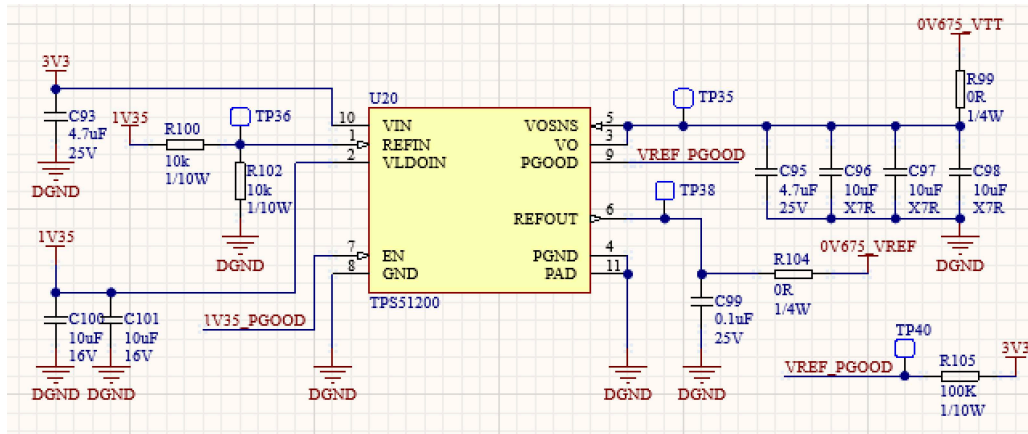 0V675_VTT
3V3
C93
4.7uF
25V
DGND
1V35
R100
10k
1/10W
TP36
R102
10k
1/10W
DGND
1V35
C100
10uF
16V
DGND
C101
10uF
16V
DGND
1V35_PGOOD
DGND
U20
10
1
2
7
8
VIN
REFIN
VLDOIN
EN
GND
VOSNS
VO
PGOOD
REFOUT
PGND
PAD
5
3
9
6
4
11
TPS51200
TP35
R99
0R
1/4W
VREF_PGOOD
C95
4.7uF
25V
C96
10uF
X7R
C97
10uF
X7R
C98
10uF
X7R
DGND
TP38
0V675_VREF
R104
0R
1/4W
C99
0.1uF
25V
DGND
DGND
TP40
VREF_PGOOD
R105
100K
1/10W
3V3